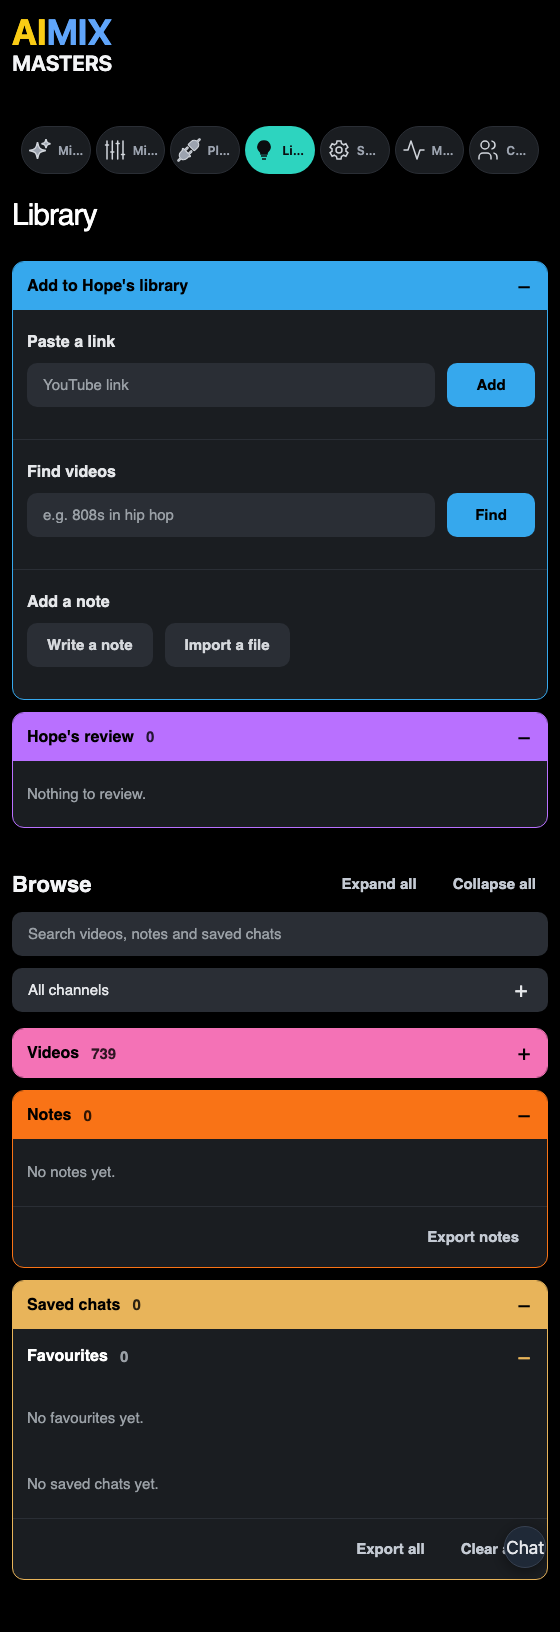 AIMIX
MASTERS
Mi...
Mi...
Pl...
Li...
S...
M...
C...
Library
Add to Hope's library
Paste a link
YouTube link
Add
Find videos
e.g. 808s in hip hop
Find
Add a note
Write a note
Import a file
Hope's review 0
Nothing to review.
Browse
Expand all
Collapse all
Search videos, notes and saved chats
All channels
Videos 739
Notes 0
No notes yet.
Export notes
Saved chats 0
Favourites 0
No favourites yet.
No saved chats yet.
Export all
Clear
Chat